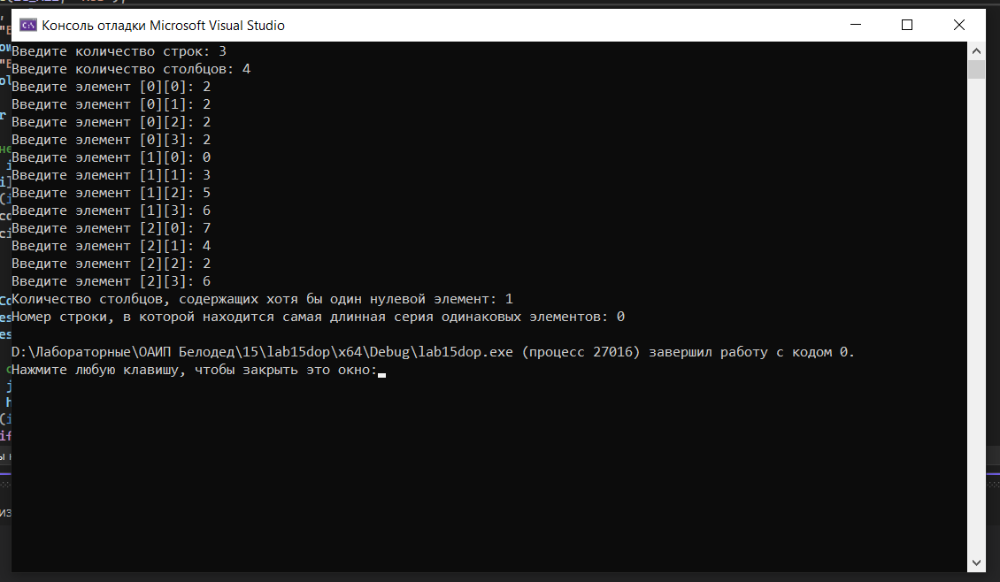 Консоль отладки Microsoft Visual Studio
Введите количество строк: 3
Введите количество столбцов: 4
Введите элемент [0][0]: 2
Введите элемент [0][1]: 2
Введите элемент [0][2]: 2
Введите элемент [0][3]: 2
Введите элемент [1][0]: 0
Введите элемент [1][1]: 3
Введите элемент [1][2]: 5
Введите элемент [1][3]: 6
Введите элемент [2][0]: 7
Введите элемент [2][1]: 4
Введите элемент [2][2]: 2
Введите элемент [2][3]: 6
Количество столбцов, содержащих хотя бы один нулевой элемент: 1
Номер строки, в которой находится самая длинная серия одинаковых элементов: 0
D:\Лабораторные\ОАИП Белодед\15\lab15dop\x64\Debug\lab15dop.exe (процесс 27016) завершил работу с кодом 0.
Нажмите любую клавишу, чтобы закрыть это окно: